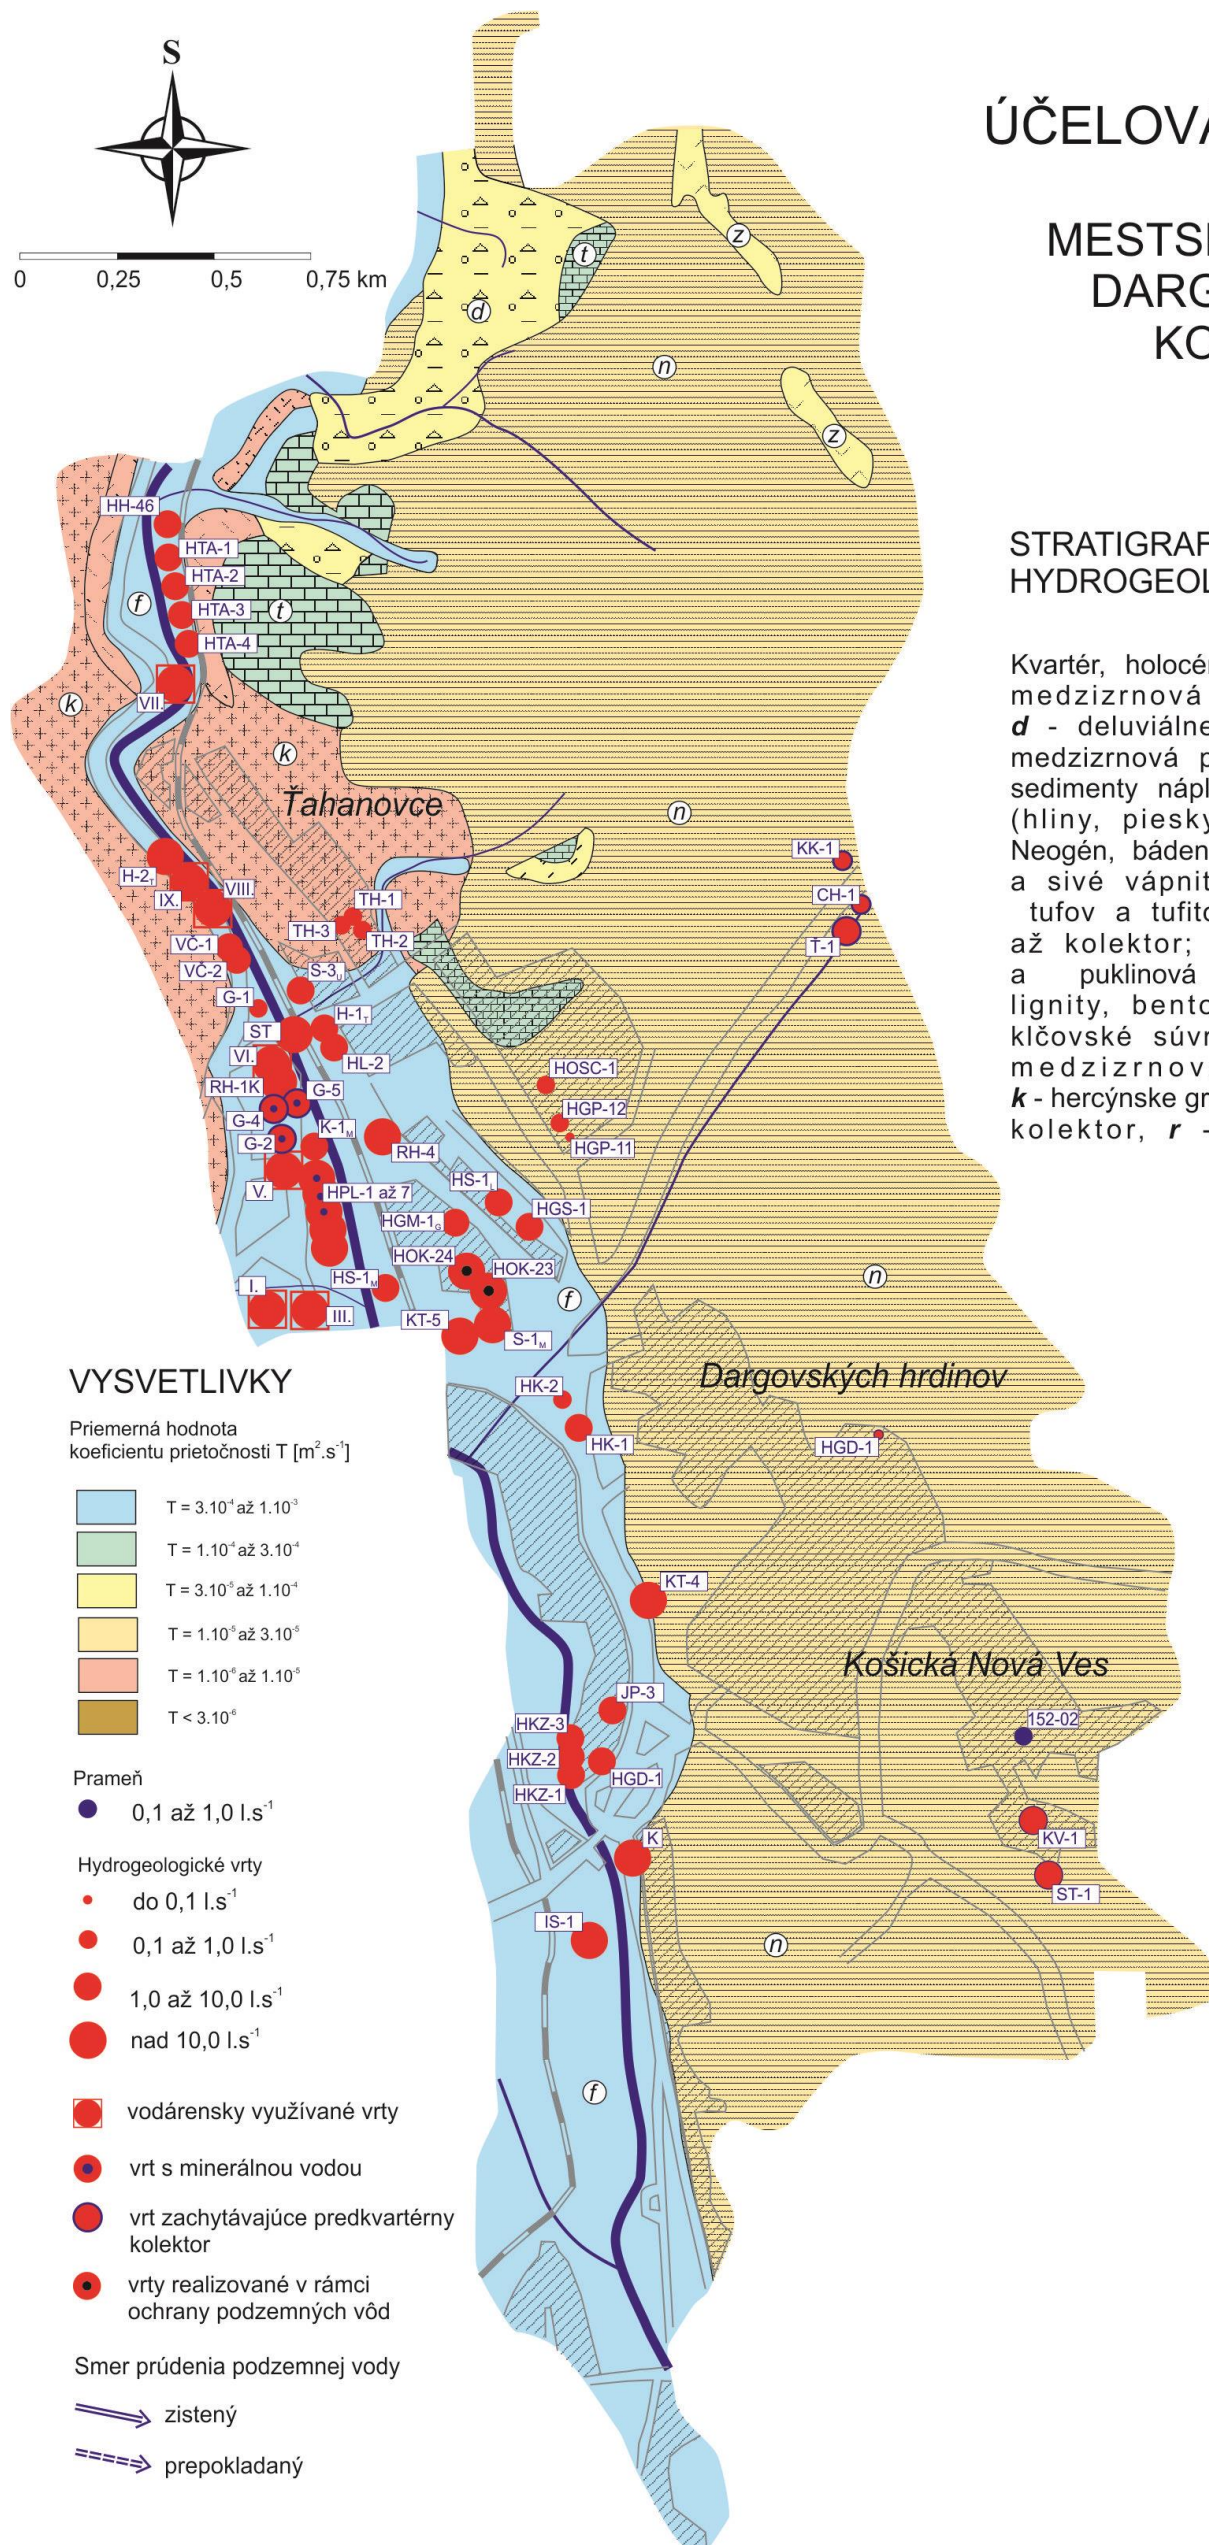 S
0 0,25 0,5 0,75 km
ÚČELOVÁ
MESTS
DARG
KO
STRATIGRAF
HYDROGEOL
Kvartér, holocén
medzizrnová
d - deluviálne
medzizrnová p
sedimenty nápl
(hliny, piesky
Neogén, báden
a sivé vápnit
tufov a tufito
až kolektor;
a puklinová
lignity, bento
klčovské súvr
medzizrnov
k - hercýnske gr
kolektor, r -
z
t
d
n
z
HH-46
HTA-1
HTA-2
f
HTA-3
t
HTA-4
VII.
k
k
Ťahanovce
n
KK-1
H-2T
VIII.
IX.
CH-1
TH-1
TH-3
TH-2
VČ-1
Ť-1
VČ-2
S-3U
G-1
H-1T
ST
VI.
HL-2
HOSC-1
RH-1K
G-5
HGP-12
G-4
K-1M
G-2
RH-4
HGP-11
HS-1L
V.
HPL-1 až 7
HGM-1G
HGS-1
HOK-24
HOK-23
n
HS-1M
I.
f
III.
KT-5
S-1M
Dargovských hrdinov
HK-2
HK-1
HGD-1
KT-4
Košická Nová Ves
JP-3
152-02
HKZ-3
HKZ-2
HGD-1
HKZ-1
K
KV-1
ST-1
IS-1
n
f
VYSVETLIVKY
Priemerná hodnota
koeficientu prietočnosti T [m².s⁻¹]
T = 3.10⁻⁴ až 1.10⁻³
T = 1.10⁻⁴ až 3.10⁻⁴
T = 3.10⁻⁵ až 1.10⁻⁴
T = 1.10⁻⁵ až 3.10⁻⁵
T = 1.10⁻⁶ až 1.10⁻⁵
T < 3.10⁻⁶
Prameň
0,1 až 1,0 l.s⁻¹
Hydrogeologické vrty
do 0,1 l.s⁻¹
0,1 až 1,0 l.s⁻¹
1,0 až 10,0 l.s⁻¹
nad 10,0 l.s⁻¹
vodárensky využívané vrty
vrt s minerálnou vodou
vrt zachytávajúce predkvartérny
kolektor
vrty realizované v rámci
ochrany podzemných vôd
Smer prúdenia podzemnej vody
zistený
prepokladaný